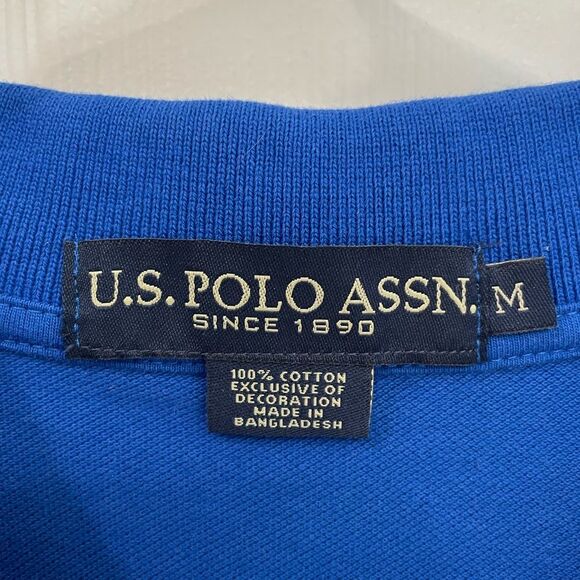 U.S. POLO ASSN.
SINCE 1890
M
100% COTTON
EXCLUSIVE OF
DECORATION
MADE IN
BANGLADESH